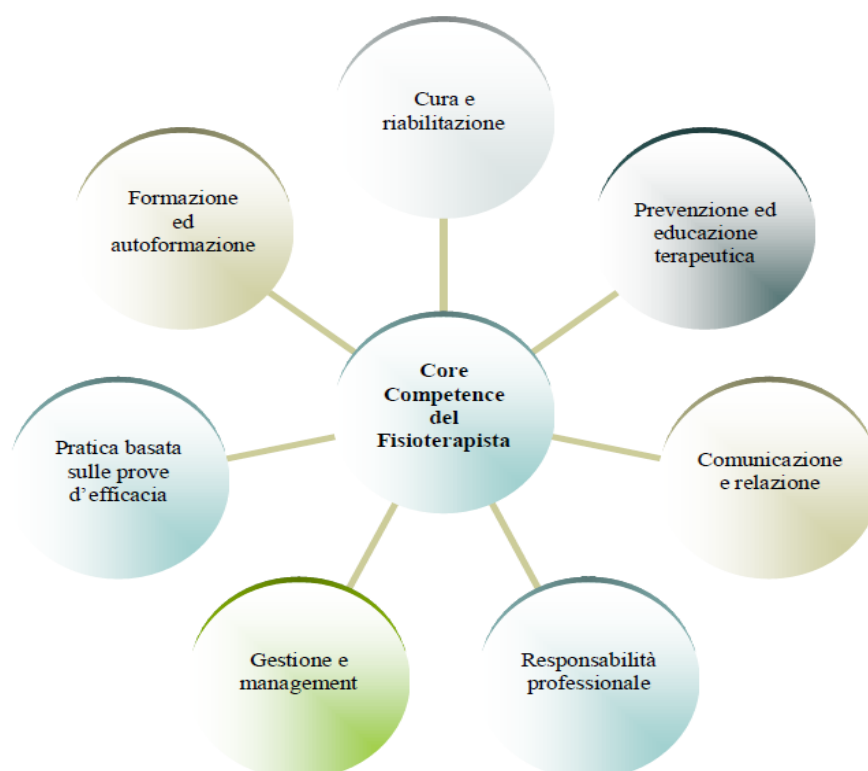 Cura e
riabilitazione
Formazione
ed
autoformazione
Prevenzione ed
educazione
terapeutica
Core
Competence
del
Fisioterapista
Pratica basata
sulle prove
d’efficacia
Comunicazione
e relazione
Gestione e
management
Responsabilità
professionale